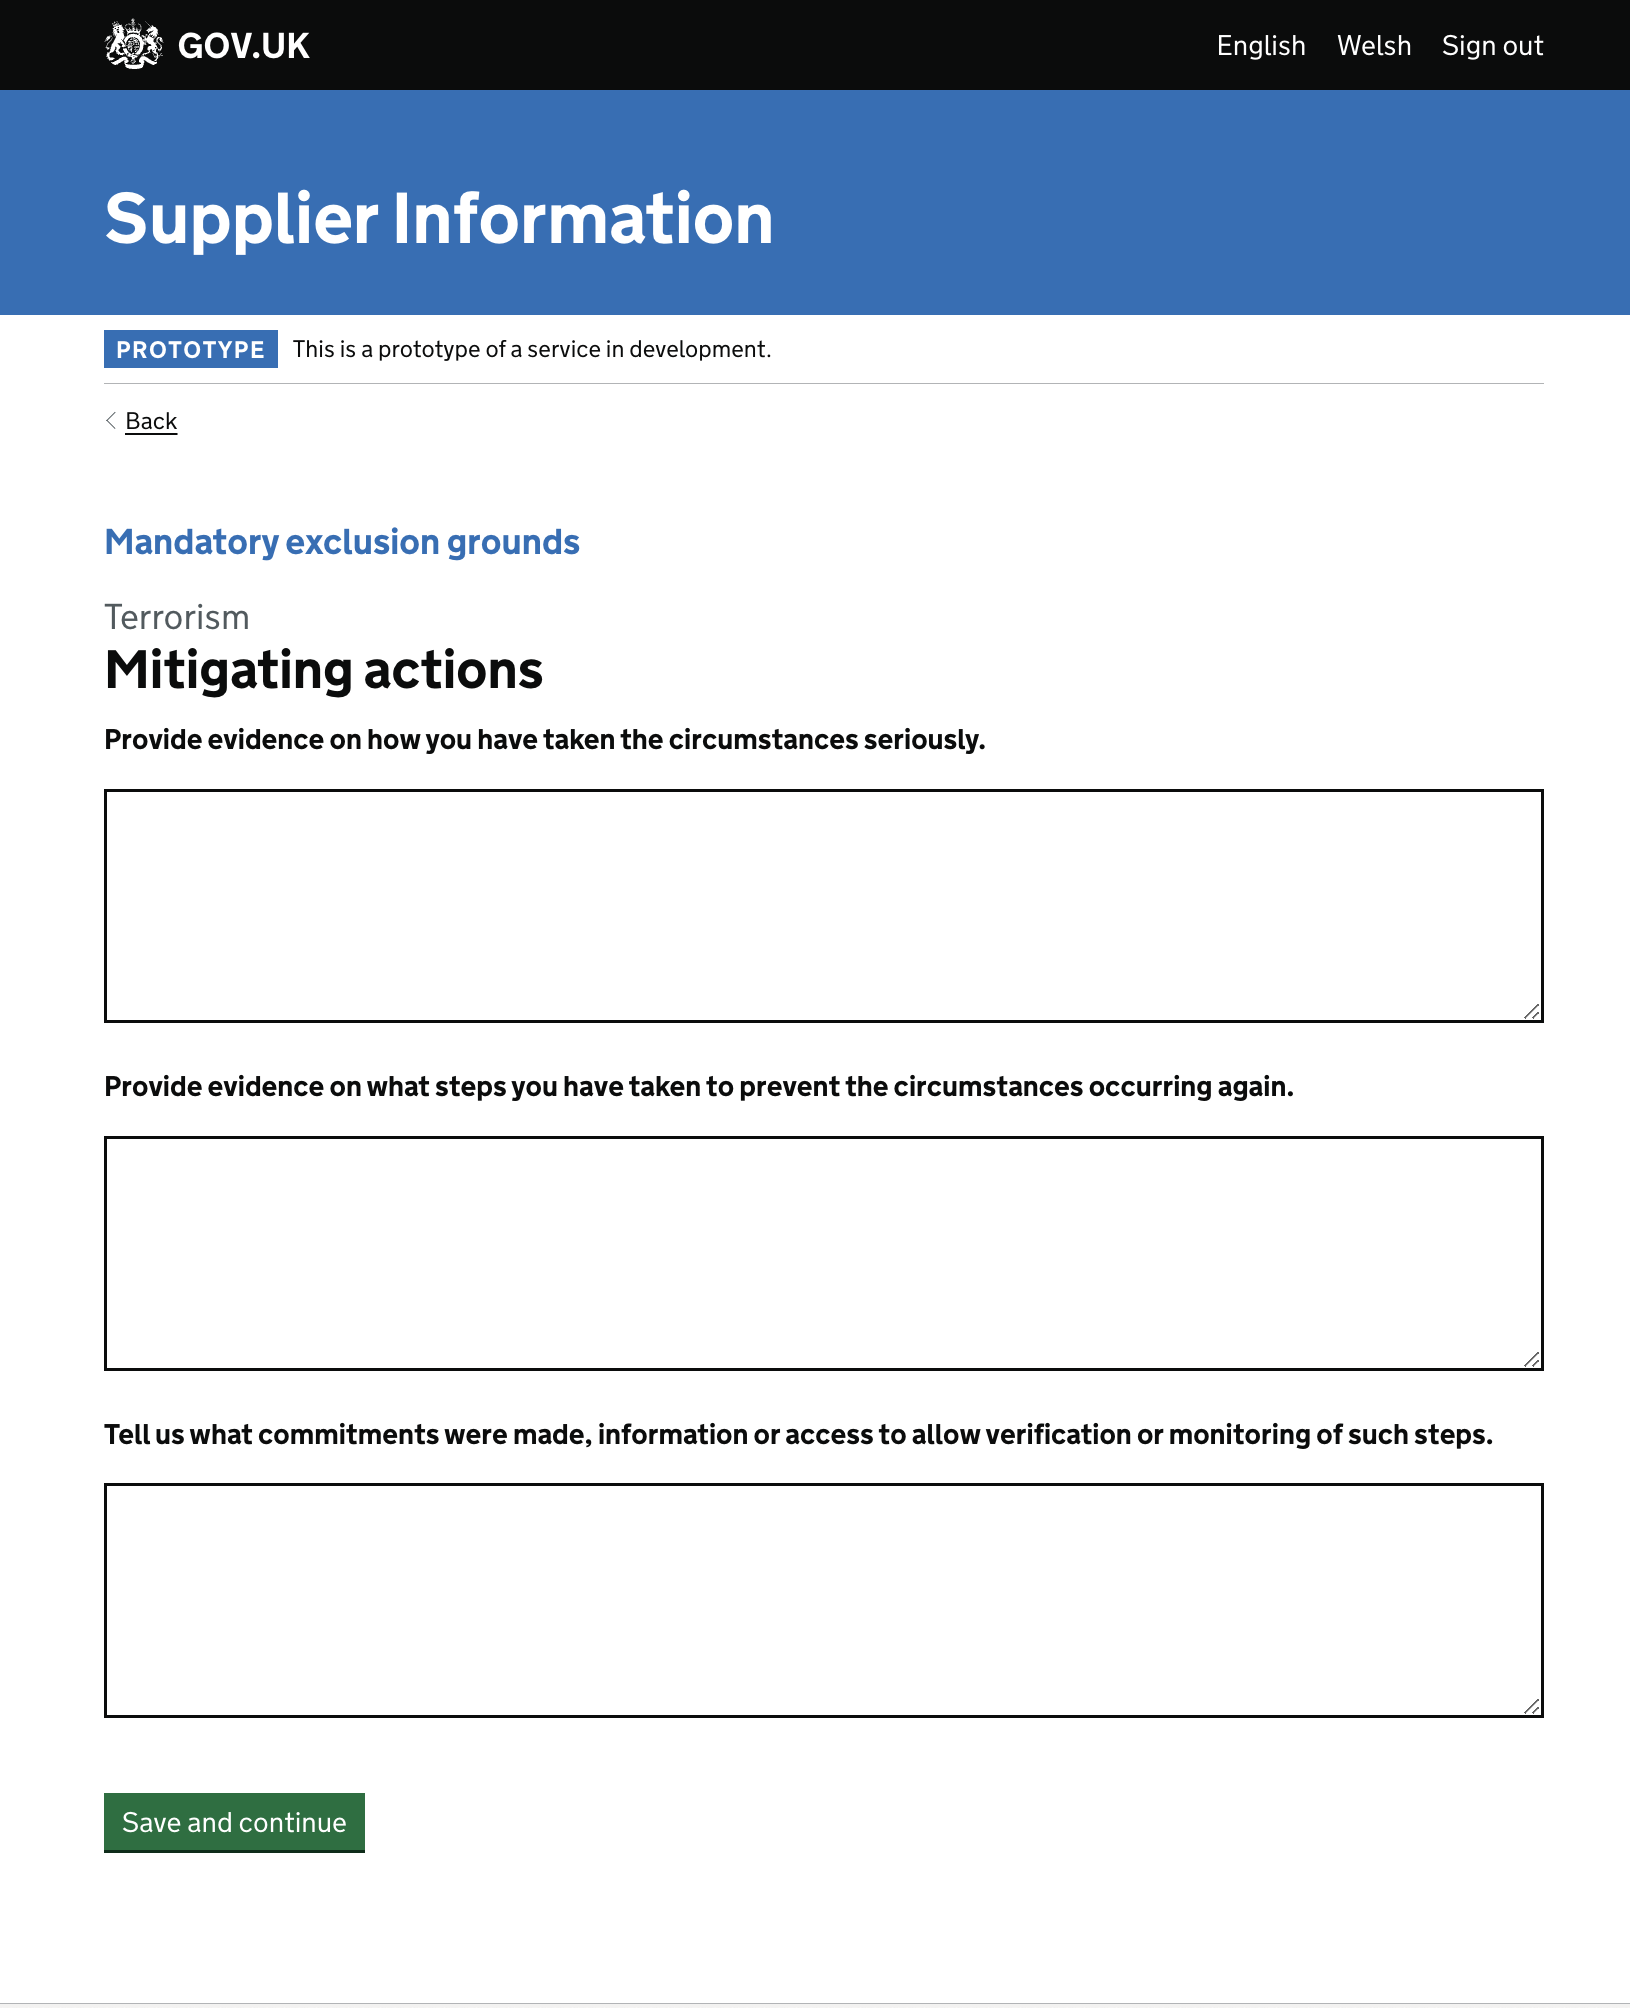 GOV.UK
English Welsh Sign out
Supplier Information
PROTOTYPE This is a prototype of a service in development.
Back
Mandatory exclusion grounds
Terrorism
Mitigating actions
Provide evidence on how you have taken the circumstances seriously.
Provide evidence on what steps you have taken to prevent the circumstances occurring again.
Tell us what commitments were made, information or access to allow verification or monitoring of such steps.
Save and continue